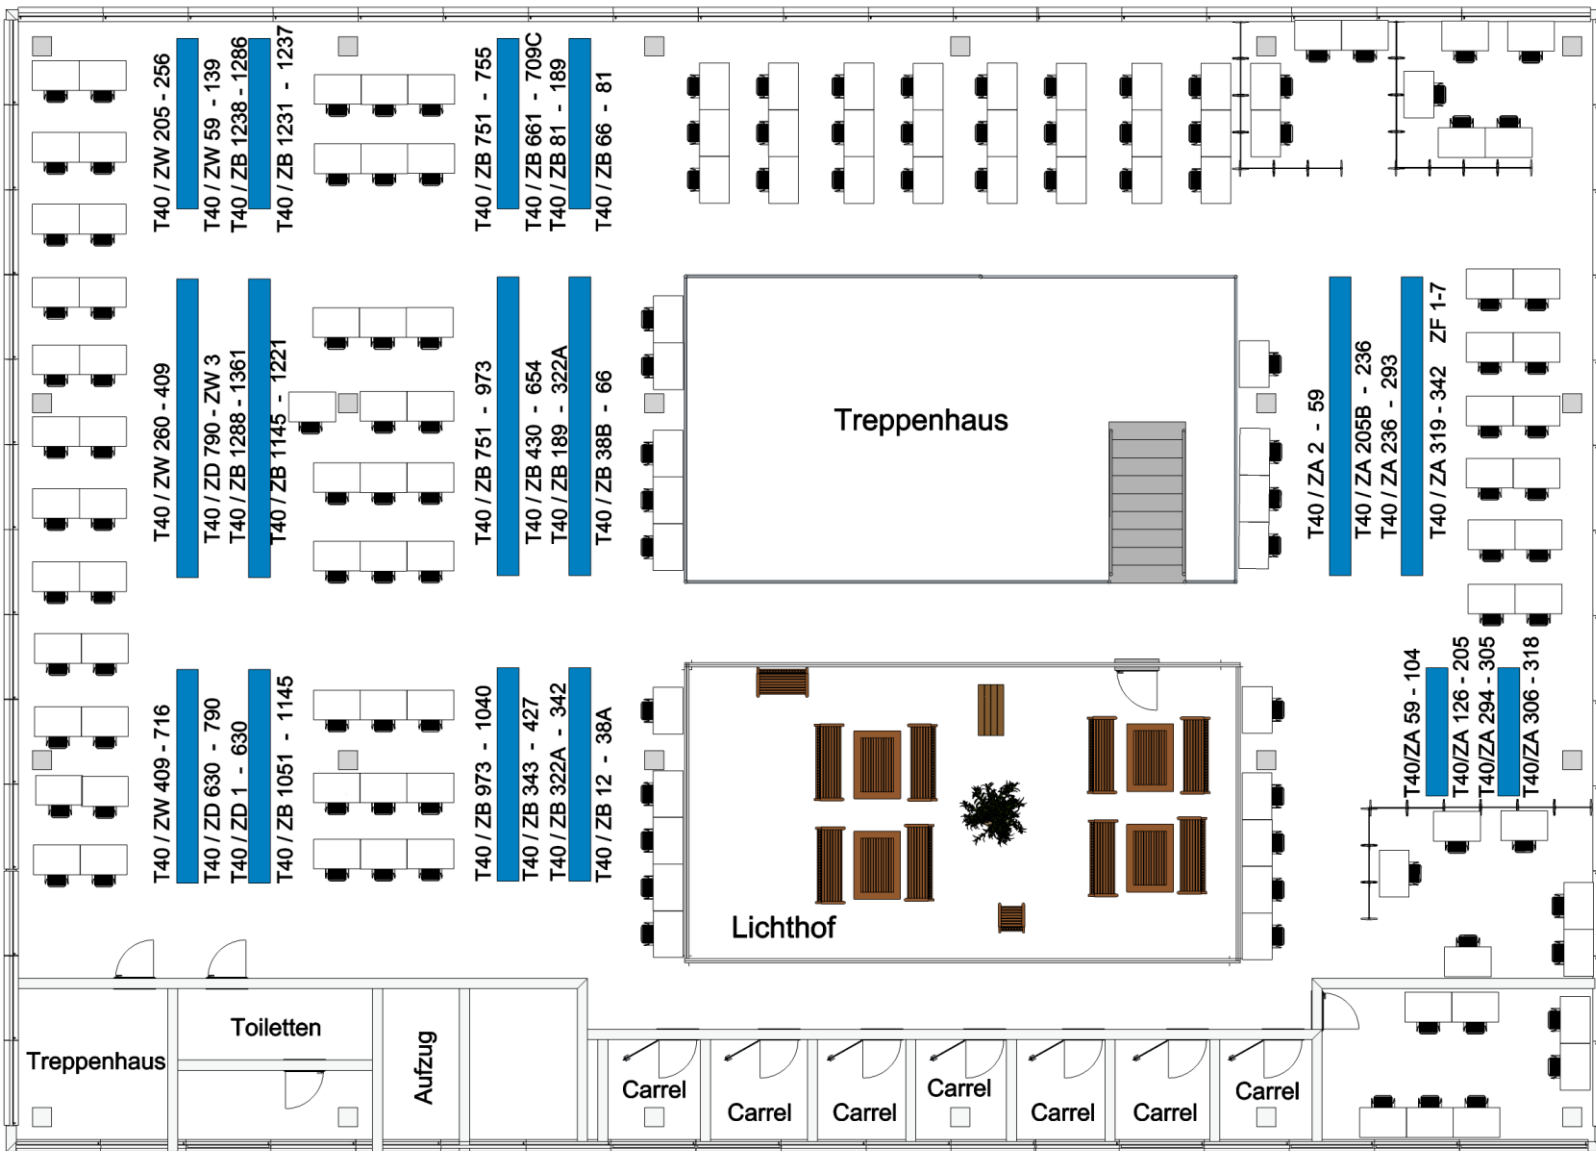 T40 / ZW 205 - 256
T40 / ZW 59 - 139
T40 / ZB 1238 - 1286
T40 / ZB 1231 - 1237
T40 / ZB 751 - 755
T40 / ZB 661 - 709C
T40 / ZB 81 - 189
T40 / ZB 66 - 81
T40 / ZW 260 - 409
T40 / ZD 790 - ZW 3
T40 / ZB 1288 - 1361
T40 / ZB 1145 - 1221
T40 / ZB 751 - 973
T40 / ZB 430 - 654
T40 / ZB 189 - 322A
T40 / ZB 38B - 66
Treppenhaus
T40 / ZA 2 - 59
T40 / ZA 205B - 236
T40 / ZA 236 - 293
T40 / ZA 319 - 342 ZF 1-7
T40 / ZW 409 - 716
T40 / ZD 630 - 790
T40 / ZD 1 - 630
T40 / ZB 1051 - 1145
T40 / ZB 973 - 1040
T40 / ZB 343 - 427
T40 / ZB 322A - 342
T40 / ZB 12 - 38A
Lichthof
T40/ZA 59 - 104
T40/ZA 126 - 205
T40/ZA 294 - 305
T40/ZA 306 - 318
Treppenhaus
Toiletten
Aufzug
Carrel
Carrel
Carrel
Carrel
Carrel
Carrel
Carrel